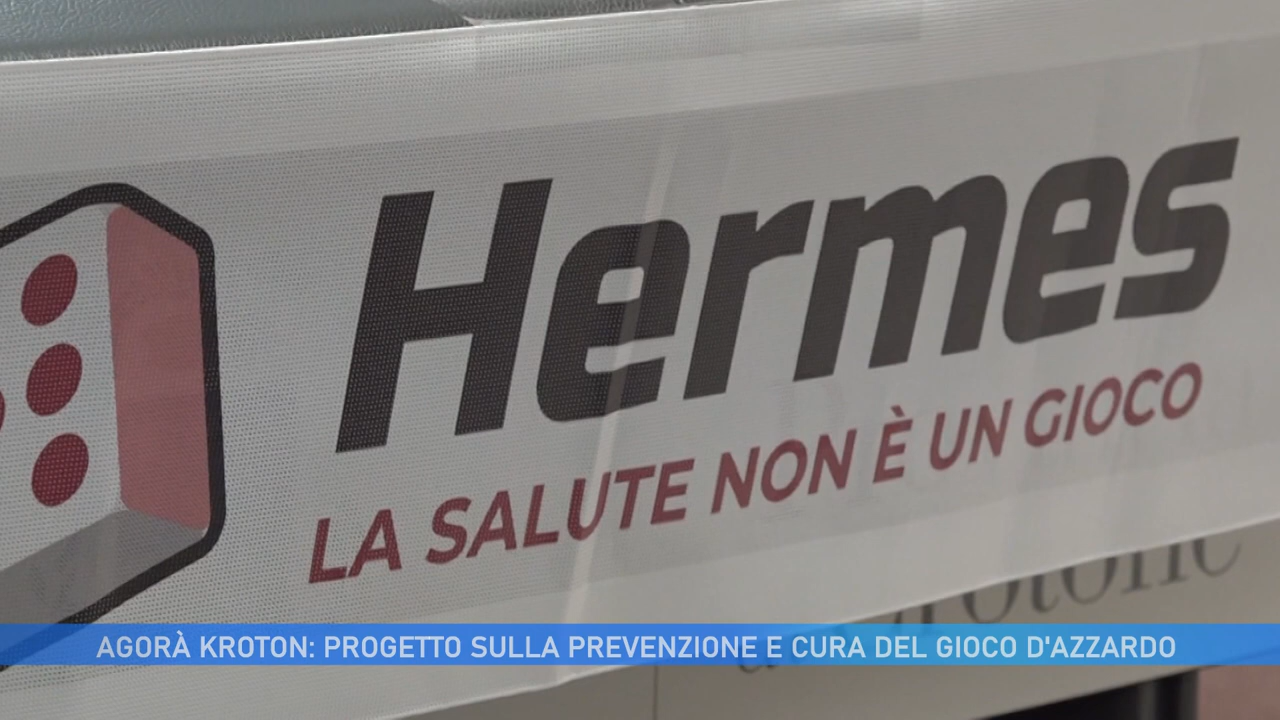 Hermes
LA SALUTE NON È UN GIOCO
AGORÀ KROTON: PROGETTO SULLA PREVENZIONE E CURA DEL GIOCO D'AZZARDO